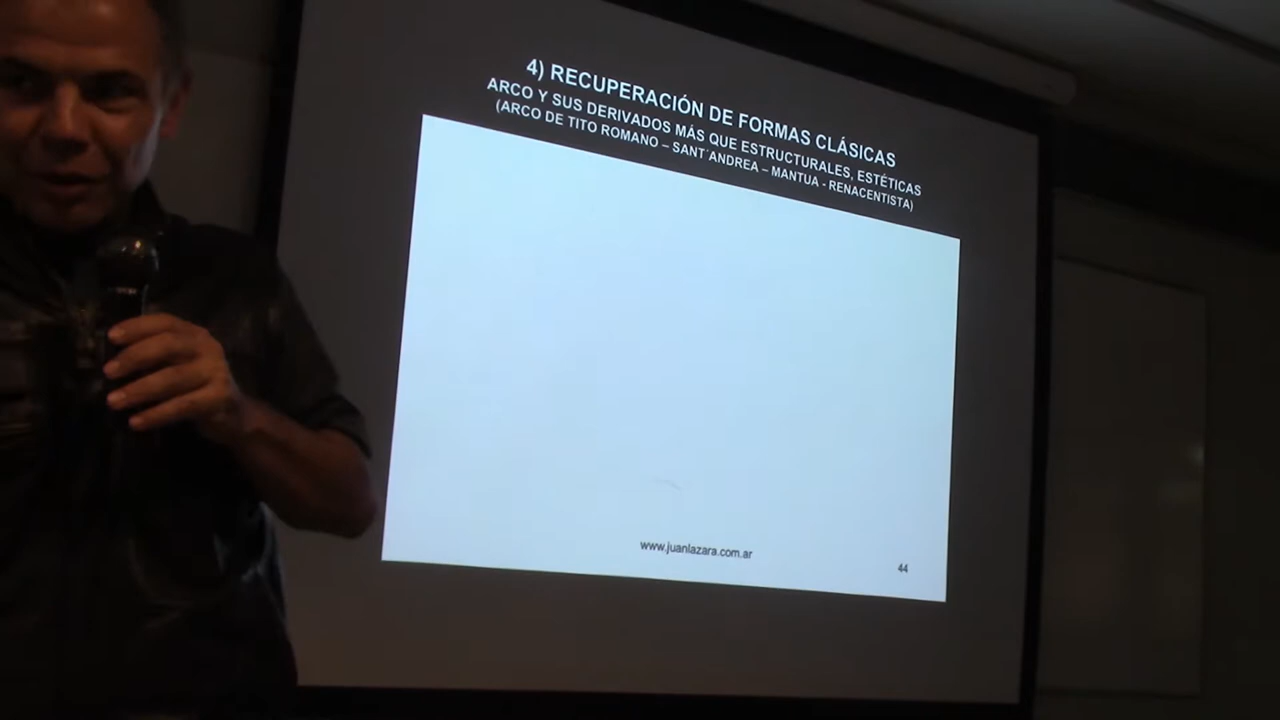 4) RECUPERACIÓN DE FORMAS CLÁSICAS
ARCO Y SUS DERIVADOS MÁS QUE ESTRUCTURALES, ESTÉTICAS
(ARCO DE TITO ROMANO – SANT´ANDREA – MANTUA - RENACENTISTA)
www.juanlazara.com.ar
44